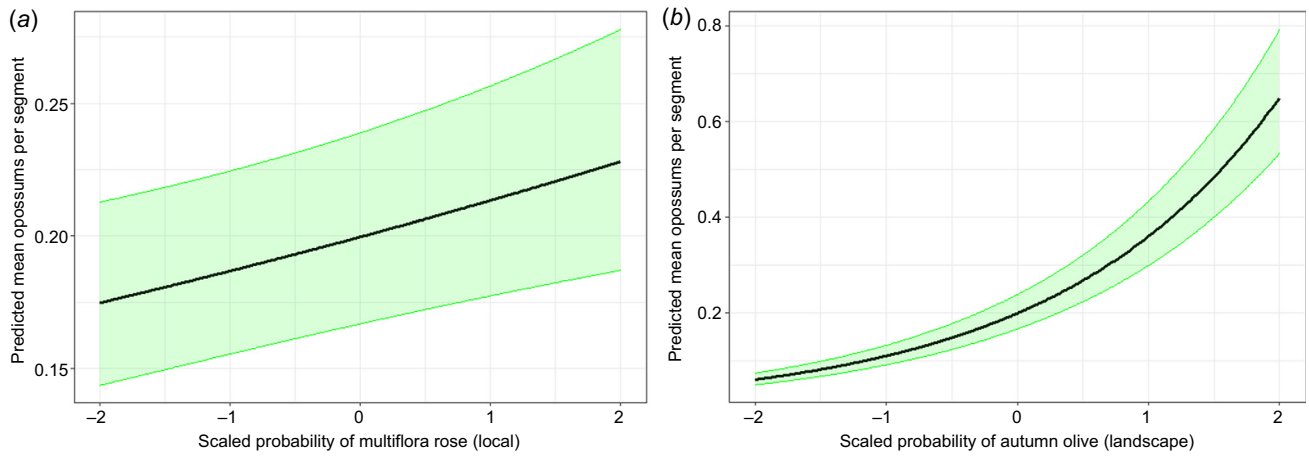 (a)
0.25
0.20
0.15
Predicted mean opossums per segment
–2
–1
0
1
2
Scaled probability of multiflora rose (local)
(b)
0.8
0.6
0.4
0.2
Predicted mean opossums per segment
–2
–1
0
1
2
Scaled probability of autumn olive (landscape)